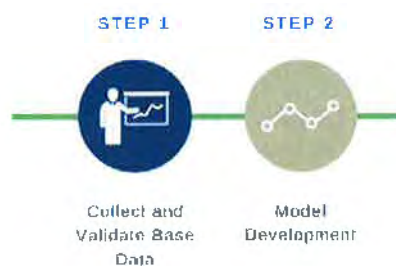 STEP 1
STEP 2
Collect and
Validate Base
Data
Model
Development